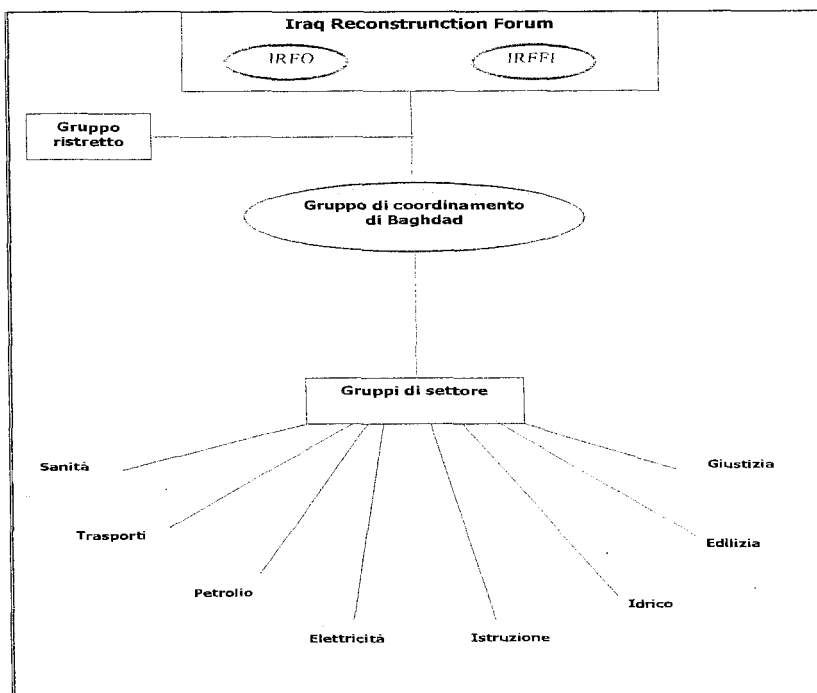 Iraq Reconstrunction Forum
IRFO IRFFI
Gruppo
ristretto
Gruppo di coordinamento
di Baghdad
Gruppi di settore
Sanità
Giustizia
Trasporti
Edilizia
Petrolio
Idrico
Elettricità
Istruzione